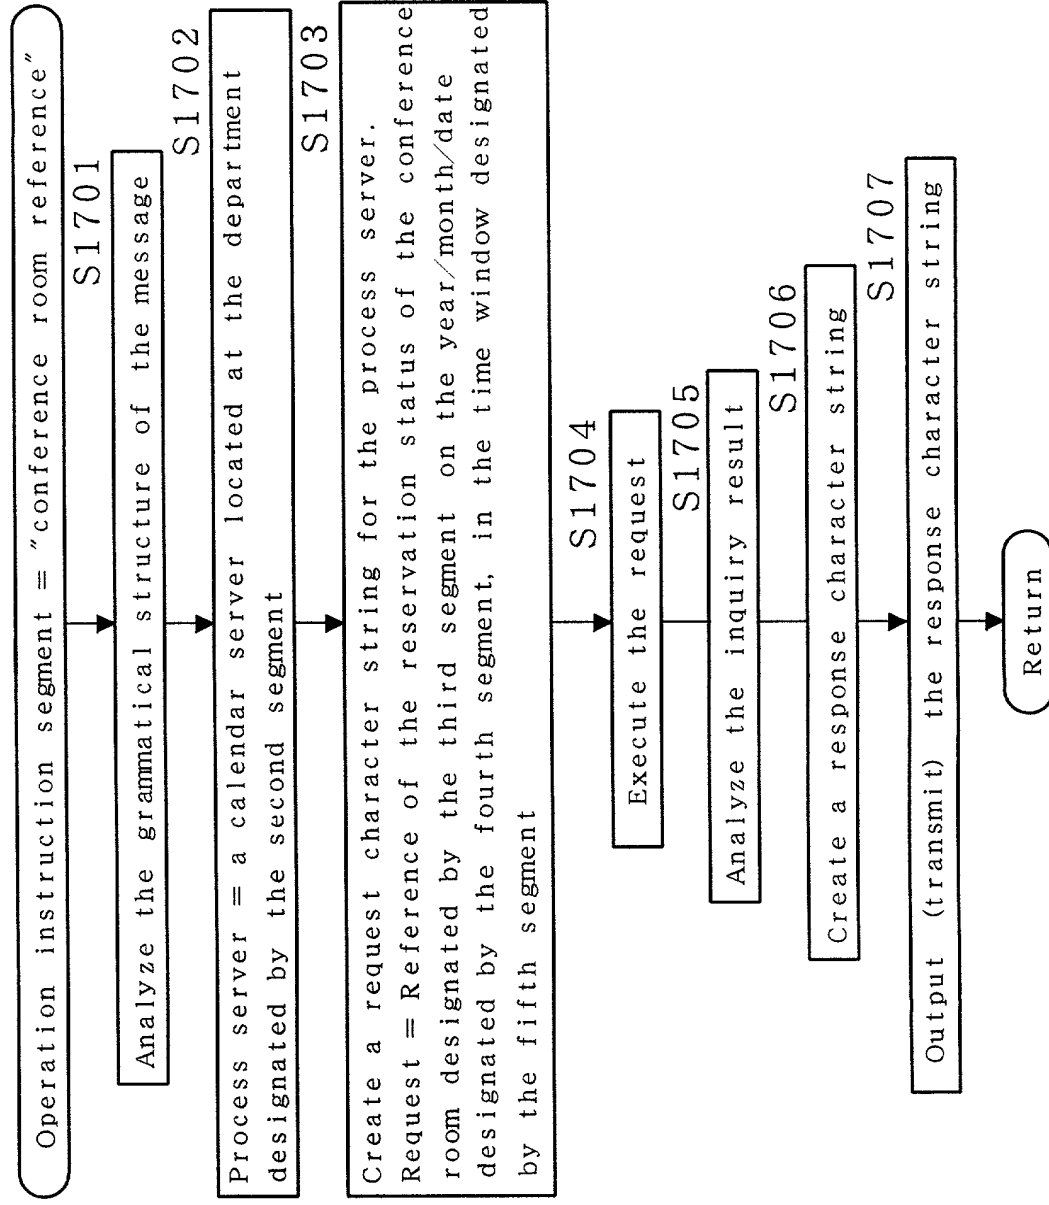 Operation instruction segment = "conference room reference"
S1701
Analyze the grammatical structure of the message
S1702
Process server = a calendar server located at the department
designated by the second segment
S1703
Create a request character string for the process server.
Request = Reference of the reservation status of the conference
room designated by the third segment on the year/month/date
designated by the fourth segment, in the time window designated
by the fifth segment
S1704
Execute the request
S1705
Analyze the inquiry result
S1706
Create a response character string
S1707
Output (transmit) the response character string
Return